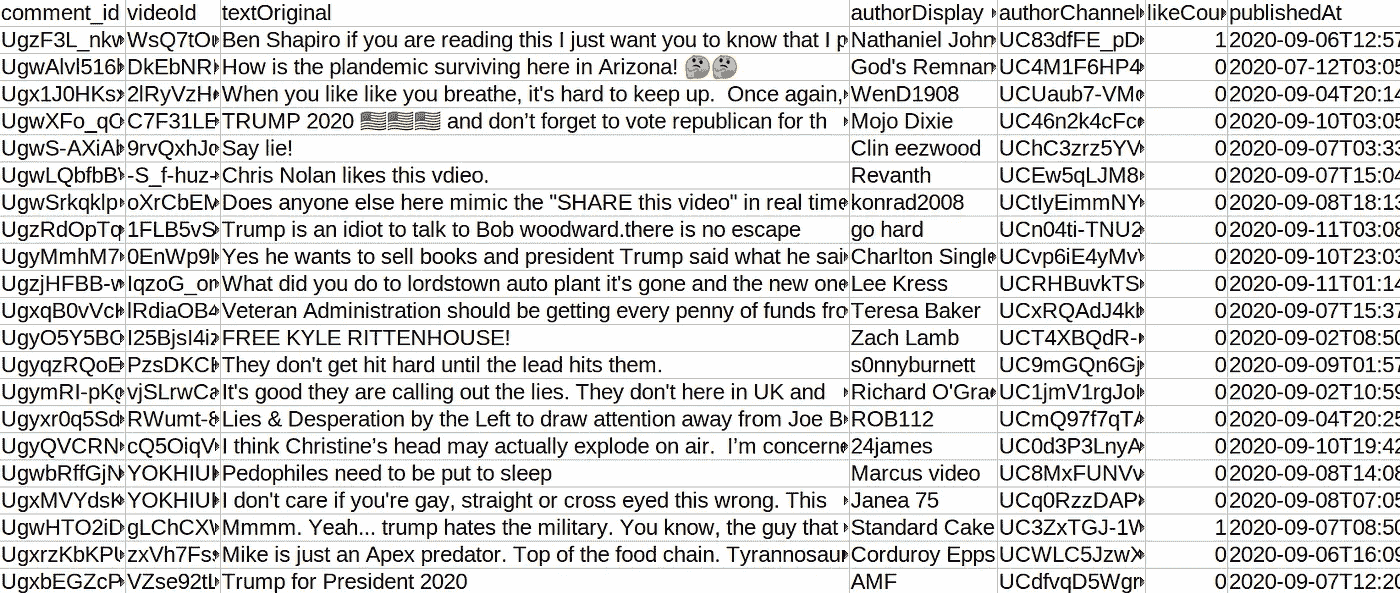 comment_id videoId textOriginal authorDisplay authorChannel likeCou publishedAt
UgzF3L_nkw WsQ7tO Ben Shapiro if you are reading this I just want you to know that I p Nathaniel John UC83dfFE_pD 1 2020-09-06T12:57
UgwAlvl516 DkEbNR How is the plandemic surviving here in Arizona! 🤔🤔 God's Remnan UC4M1F6HP4 0 2020-07-12T03:05
Ugx1J0HKs 2lRyVzH When you like like you breathe, it's hard to keep up. Once again, WenD1908 UCUaub7-VM 0 2020-09-04T20:14
UgwXFo_qC C7F31LE TRUMP 2020 🇺🇸🇺🇸🇺🇸 and don’t forget to vote republican for th Mojo Dixie UC46n2k4cFc 0 2020-09-10T03:05
UgwS-AXiA 9rvQxhJ Say lie! Clin eezwood UChC3zrz5YV 0 2020-09-07T03:33
UgwLQbfbB -S_f-huz- Chris Nolan likes this vdieo. Revanth UCEw5qLJM8 0 2020-09-07T15:04
UgwSrkqklp oXrCbEM Does anyone else here mimic the "SHARE this video" in real time konrad2008 UCtIyEimmNY 0 2020-09-08T18:13
UgzRdOpTq 1FLB5vS Trump is an idiot to talk to Bob woodward.there is no escape go hard UCn04ti-TNU2 0 2020-09-11T03:08
UgyMmhM7 0EnWp9l Yes he wants to sell books and president Trump said what he sai Charlton Single UCvp6iE4yMv 0 2020-09-10T23:03
UgzjHFBB-w IqzoG_or What did you do to lordstown auto plant it's gone and the new one Lee Kress UCRHBuvkTS 0 2020-09-11T01:14
UgxqB0vVc lRdiaOB4 Veteran Administration should be getting every penny of funds fro Teresa Baker UCxRQAdJ4k 0 2020-09-07T15:37
UgyO5Y5BC I25BjsI4i FREE KYLE RITTENHOUSE! Zach Lamb UCT4XBQdR- 0 2020-09-02T08:50
UgyqzRQoE PzsDKC They don't get hit hard until the lead hits them. s0nnyburnett UC9mGQn6Gj 0 2020-09-09T01:57
UgymRI-pK vjSLrwC It's good they are calling out the lies. They don't here in UK and Richard O'Gra UC1jmV1rgJo 0 2020-09-02T10:59
Ugyxr0q5Sd RWumt- Lies & Desperation by the Left to draw attention away from Joe B ROB112 UCmQ97f7qT 0 2020-09-04T20:25
UgyQVCRN cQ5OiqV I think Christine’s head may actually explode on air. I’m concerne 24james UC0d3P3LnyA 0 2020-09-10T19:42
UgwbRffGjN YOKHIU Pedophiles need to be put to sleep Marcus video UC8MxFUNV 0 2020-09-08T14:08
UgxMVYdsK YOKHIU I don't care if you're gay, straight or cross eyed this wrong. This Janea 75 UCq0RzzDAP 0 2020-09-08T07:05
UgwHTO2iD gLChCX Mmmm. Yeah... trump hates the military. You know, the guy that Standard Cake UC3ZxTGJ-1 1 2020-09-07T08:50
UgxrzKbKP zxVh7Fs Mike is just an Apex predator. Top of the food chain. Tyrannosau Corduroy Epps UCWLC5Jzw 0 2020-09-06T16:09
UgxbEGZcP VZse92t Trump for President 2020 AMF UCdfvqD5Wgr 0 2020-09-07T12:20